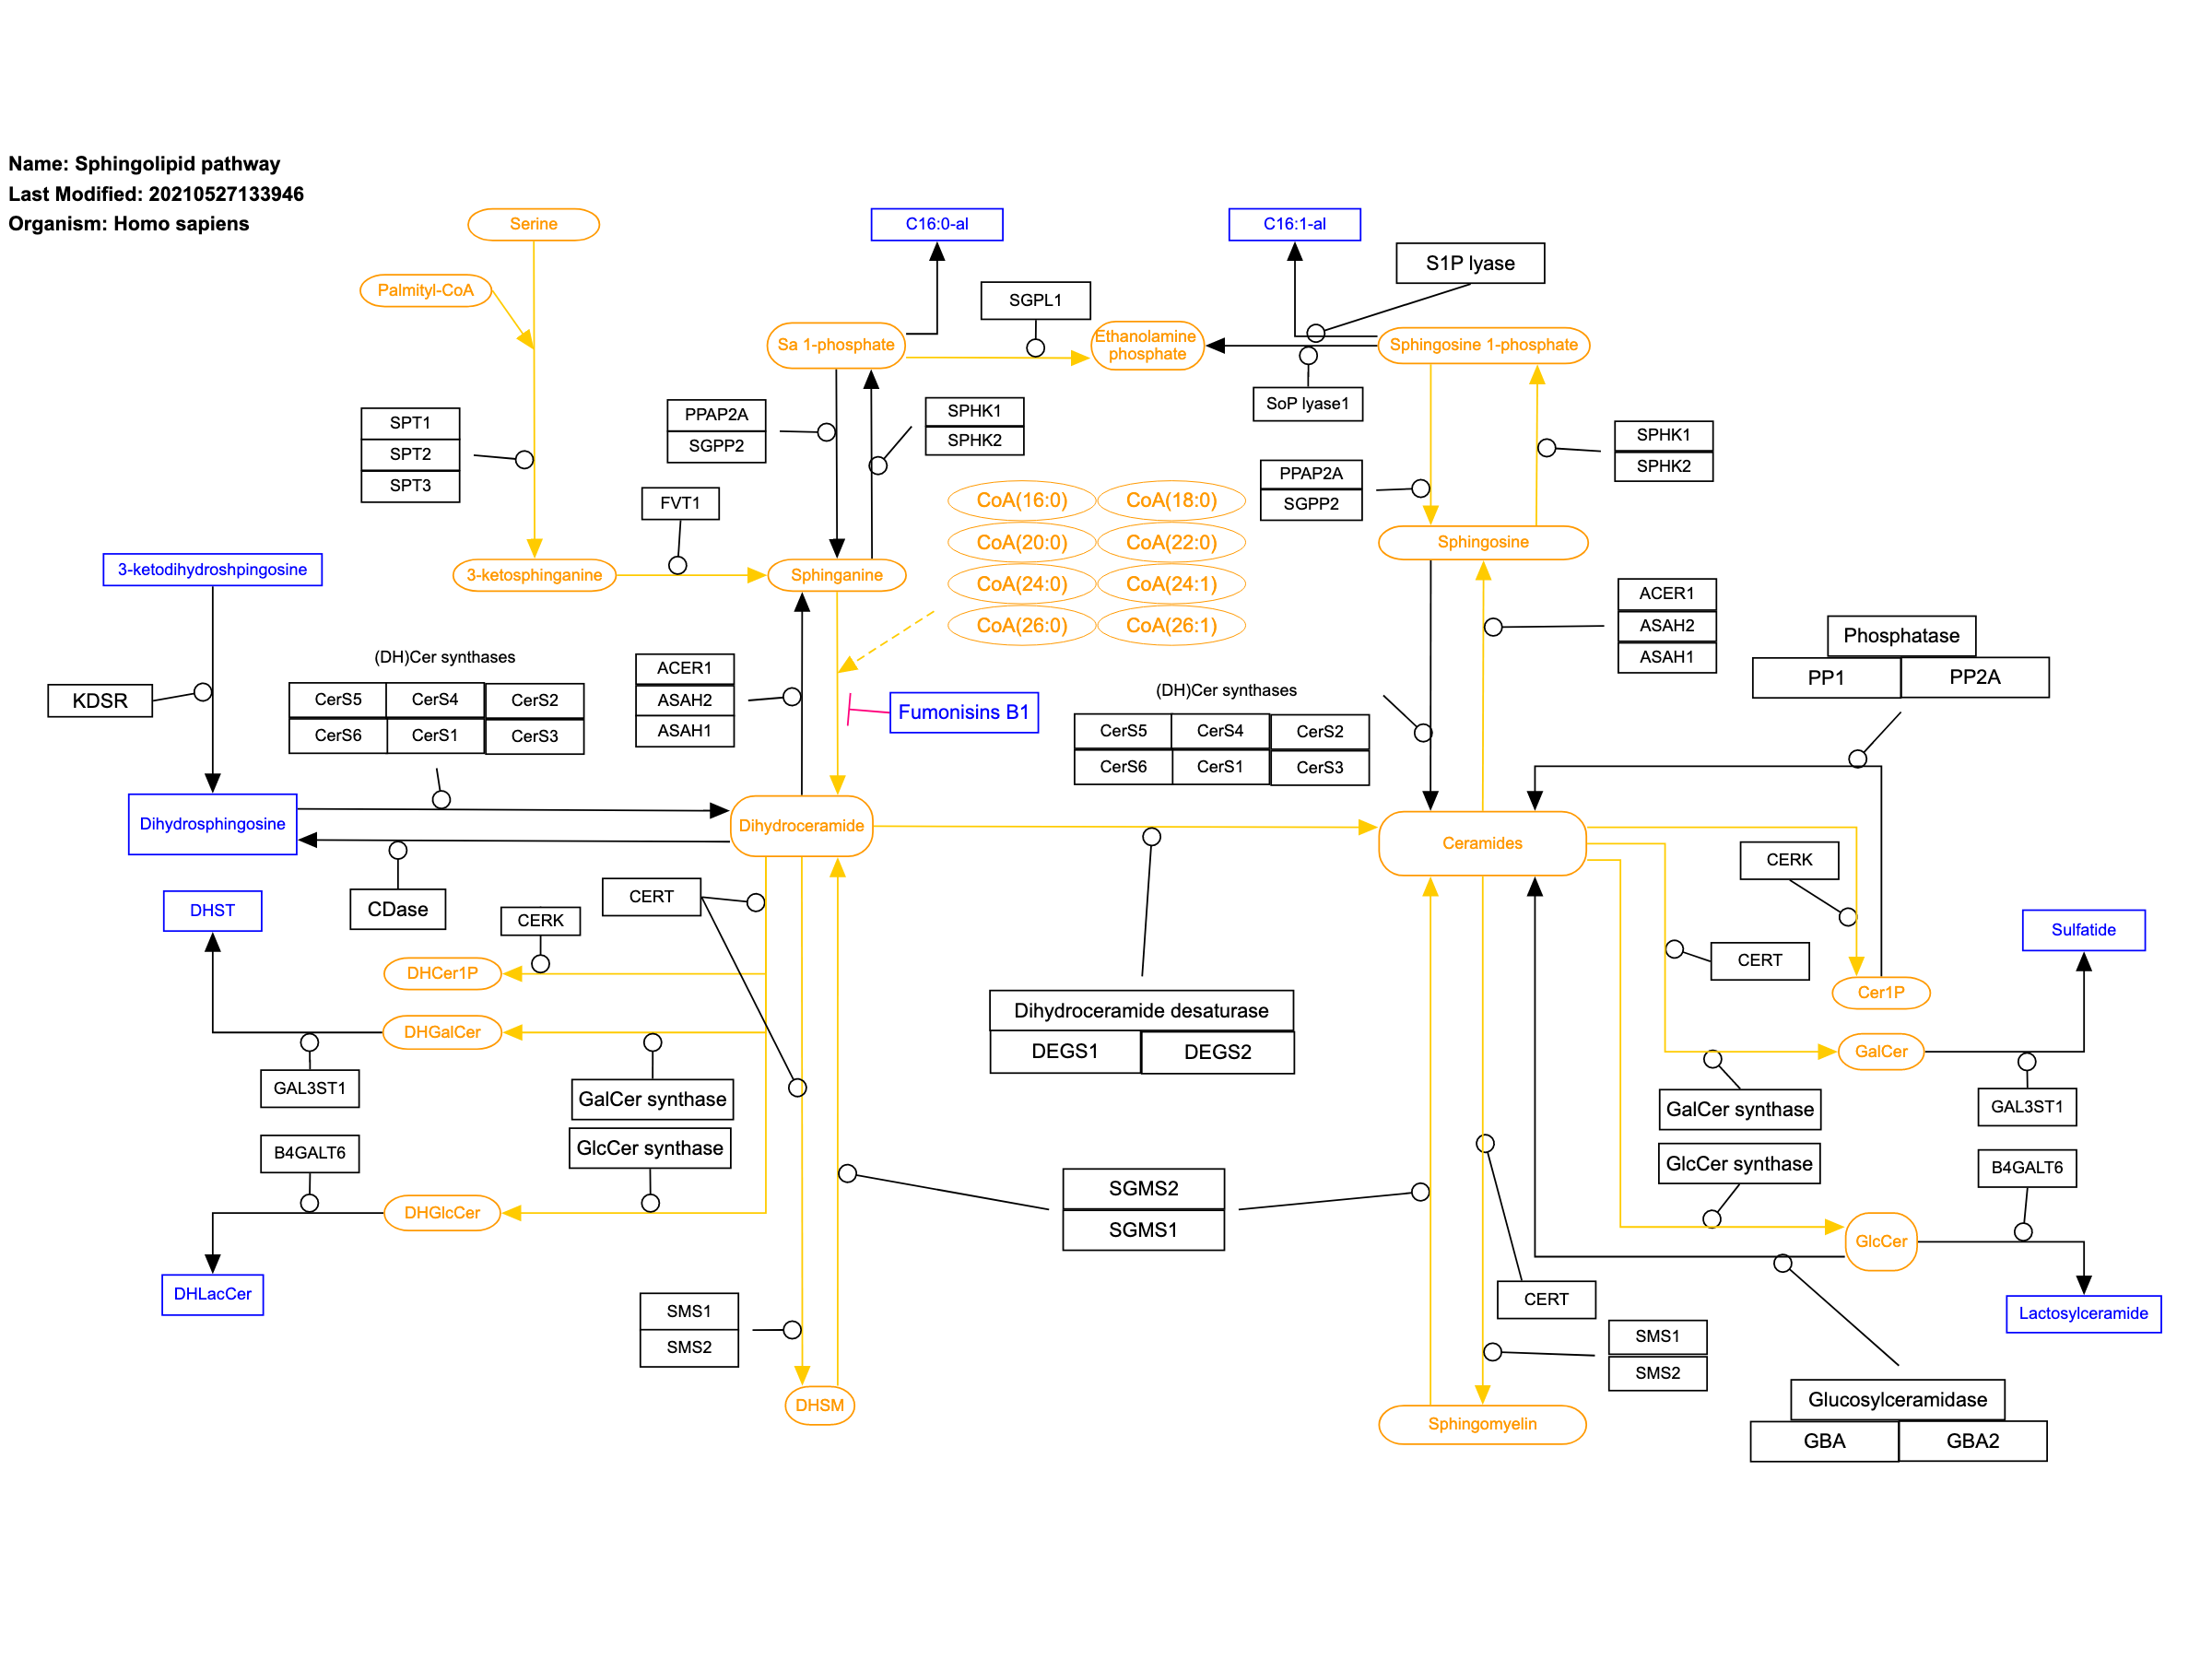 Name: Sphingolipid pathway
Last Modified: 20210527133946
Organism: Homo sapiens
Serine
C16:0-al
C16:1-al
S1P lyase
Palmityl-CoA
SGPL1
Sa 1-phosphate
Ethanolamine
phosphate
Sphingosine 1-phosphate
SoP lyase1
SPT1
SPT2
SPT3
PPAP2A
SGPP2
SPHK1
SPHK2
SPHK1
SPHK2
PPAP2A
SGPP2
FVT1
CoA(16:0)
CoA(18:0)
CoA(20:0)
CoA(22:0)
CoA(24:0)
CoA(24:1)
CoA(26:0)
CoA(26:1)
Sphingosine
3-ketodihydroshpingosine
3-ketosphinganine
Sphinganine
ACER1
ASAH2
ASAH1
Phosphatase
PP1
PP2A
(DH)Cer synthases
CerS5
CerS4
CerS2
CerS6
CerS1
CerS3
KDSR
ACER1
ASAH2
ASAH1
Fumonisins B1
(DH)Cer synthases
CerS5
CerS4
CerS2
CerS6
CerS1
CerS3
Dihydrosphingosine
Dihydroceramide
Ceramides
CERK
DHST
CDase
CERK
CERT
CERT
Sulfatide
DHCer1P
Cer1P
DHGalCer
Dihydroceramide desaturase
DEGS1
DEGS2
GalCer
GAL3ST1
GalCer synthase
GalCer synthase
GAL3ST1
B4GALT6
GlcCer synthase
GlcCer synthase
B4GALT6
SGMS2
SGMS1
DHGlcCer
GlcCer
DHLacCer
CERT
Lactosylceramide
SMS1
SMS2
SMS1
SMS2
DHSM
Sphingomyelin
Glucosylceramidase
GBA
GBA2